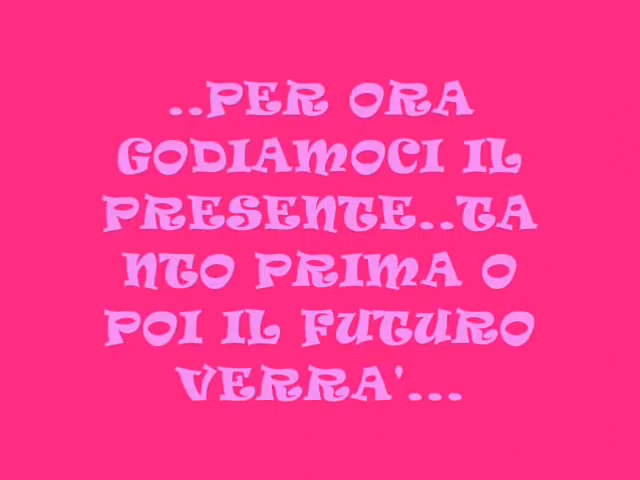 ..PER ORA
GODIAMOCI IL
PRESENTE..TA
NTO PRIMA O
POI IL FUTURO
VERRA'...